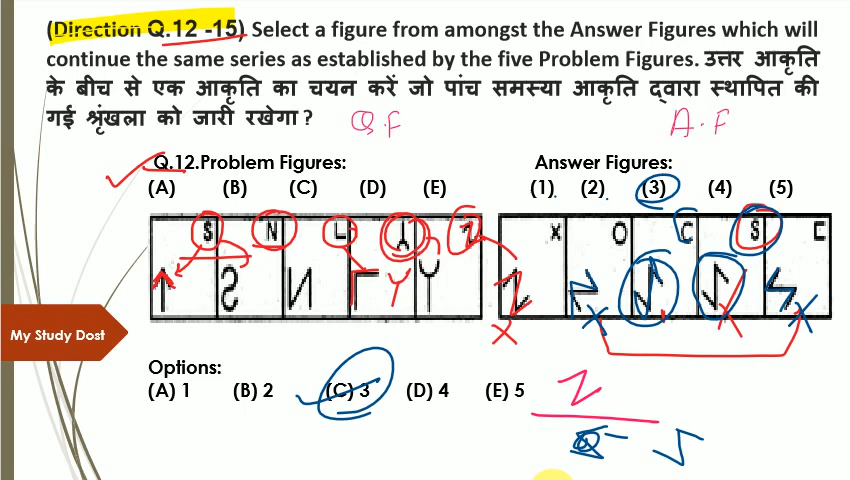 (Direction Q.12 -15) Select a figure from amongst the Answer Figures which will
continue the same series as established by the five Problem Figures. उत्तर आकृति
के बीच से एक आकृति का चयन करें जो पांच समस्या आकृति द्वारा स्थापित की
गई श्रृंखला को जारी रखेगा?
Q.F A.F
Q.12.Problem Figures: Answer Figures:
(A) (B) (C) (D) (E) (1) (2) (3) (4) (5)
S N L Z X O C S C
My Study Dost
Options:
(A) 1 (B) 2 (C) 3 (D) 4 (E) 5